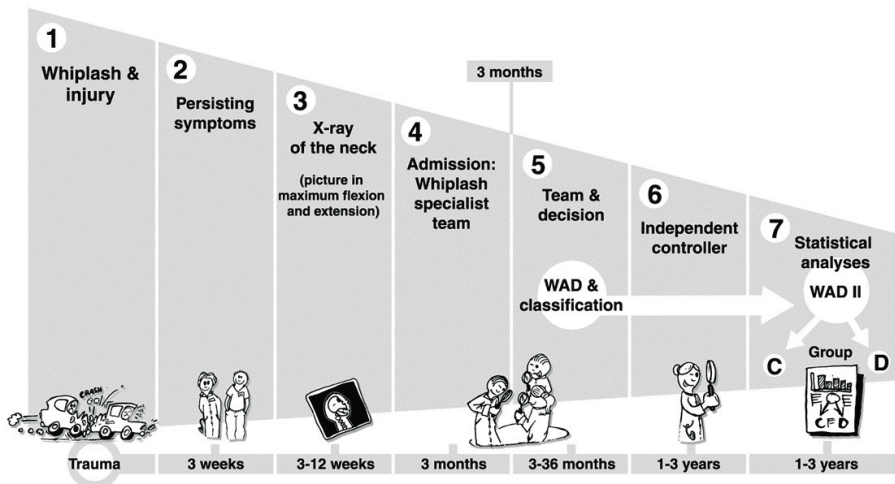 1
Whiplash &
injury
2
Persisting
symptoms
3
X-ray
of the neck
(picture in
maximum flexion
and extension)
4
Admission:
Whiplash
specialist
team
3 months
5
Team &
decision
WAD &
classification
6
Independent
controller
7
Statistical
analyses
WAD II
Group
C
D
CRASH
CFD
Trauma
3 weeks
3-12 weeks
3 months
3-36 months
1-3 years
1-3 years